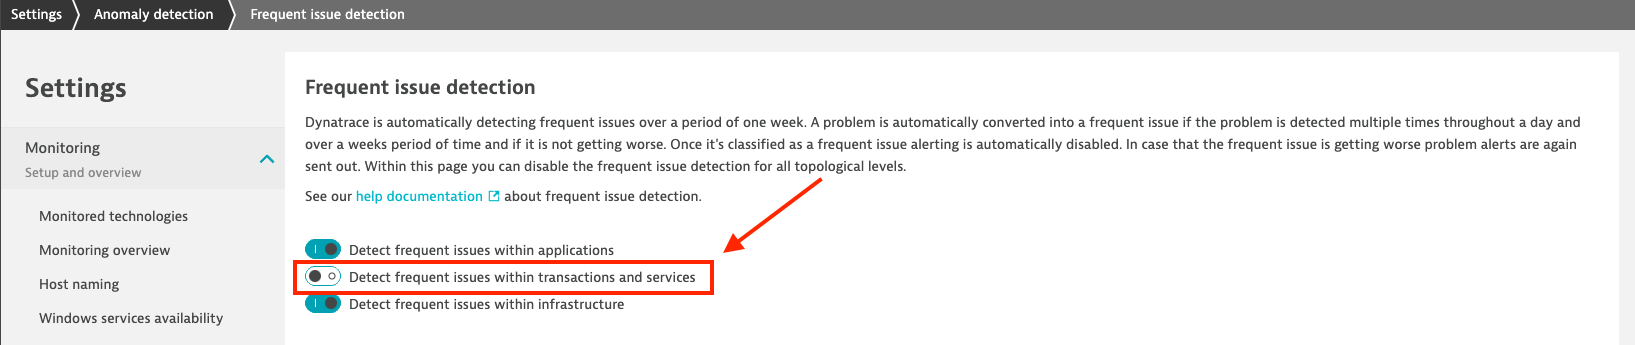 Settings
Anomaly detection
Frequent issue detection
Settings
Monitoring
Setup and overview
Monitored technologies
Monitoring overview
Host naming
Windows services availability
Frequent issue detection
Dynatrace is automatically detecting frequent issues over a period of one week. A problem is automatically converted into a frequent issue if the problem is detected multiple times throughout a day and
over a weeks period of time and if it is not getting worse. Once it's classified as a frequent issue alerting is automatically disabled. In case that the frequent issue is getting worse problem alerts are again
sent out. Within this page you can disable the frequent issue detection for all topological levels.
See our help documentation about frequent issue detection.
Detect frequent issues within applications
Detect frequent issues within transactions and services
Detect frequent issues within infrastructure